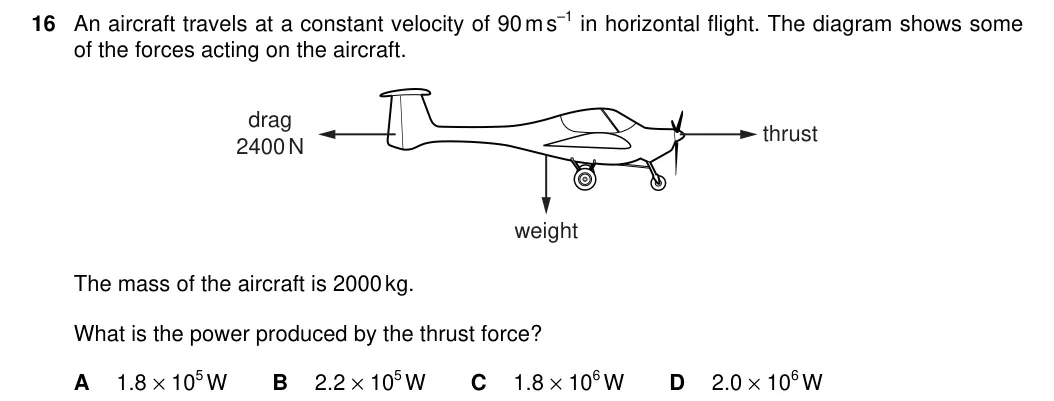 16 An aircraft travels at a constant velocity of 90 m s⁻¹ in horizontal flight. The diagram shows some
of the forces acting on the aircraft.
drag
2400 N
thrust
weight
The mass of the aircraft is 2000 kg.
What is the power produced by the thrust force?
A 1.8 × 10⁵ W B 2.2 × 10⁵ W C 1.8 × 10⁶ W D 2.0 × 10⁶ W